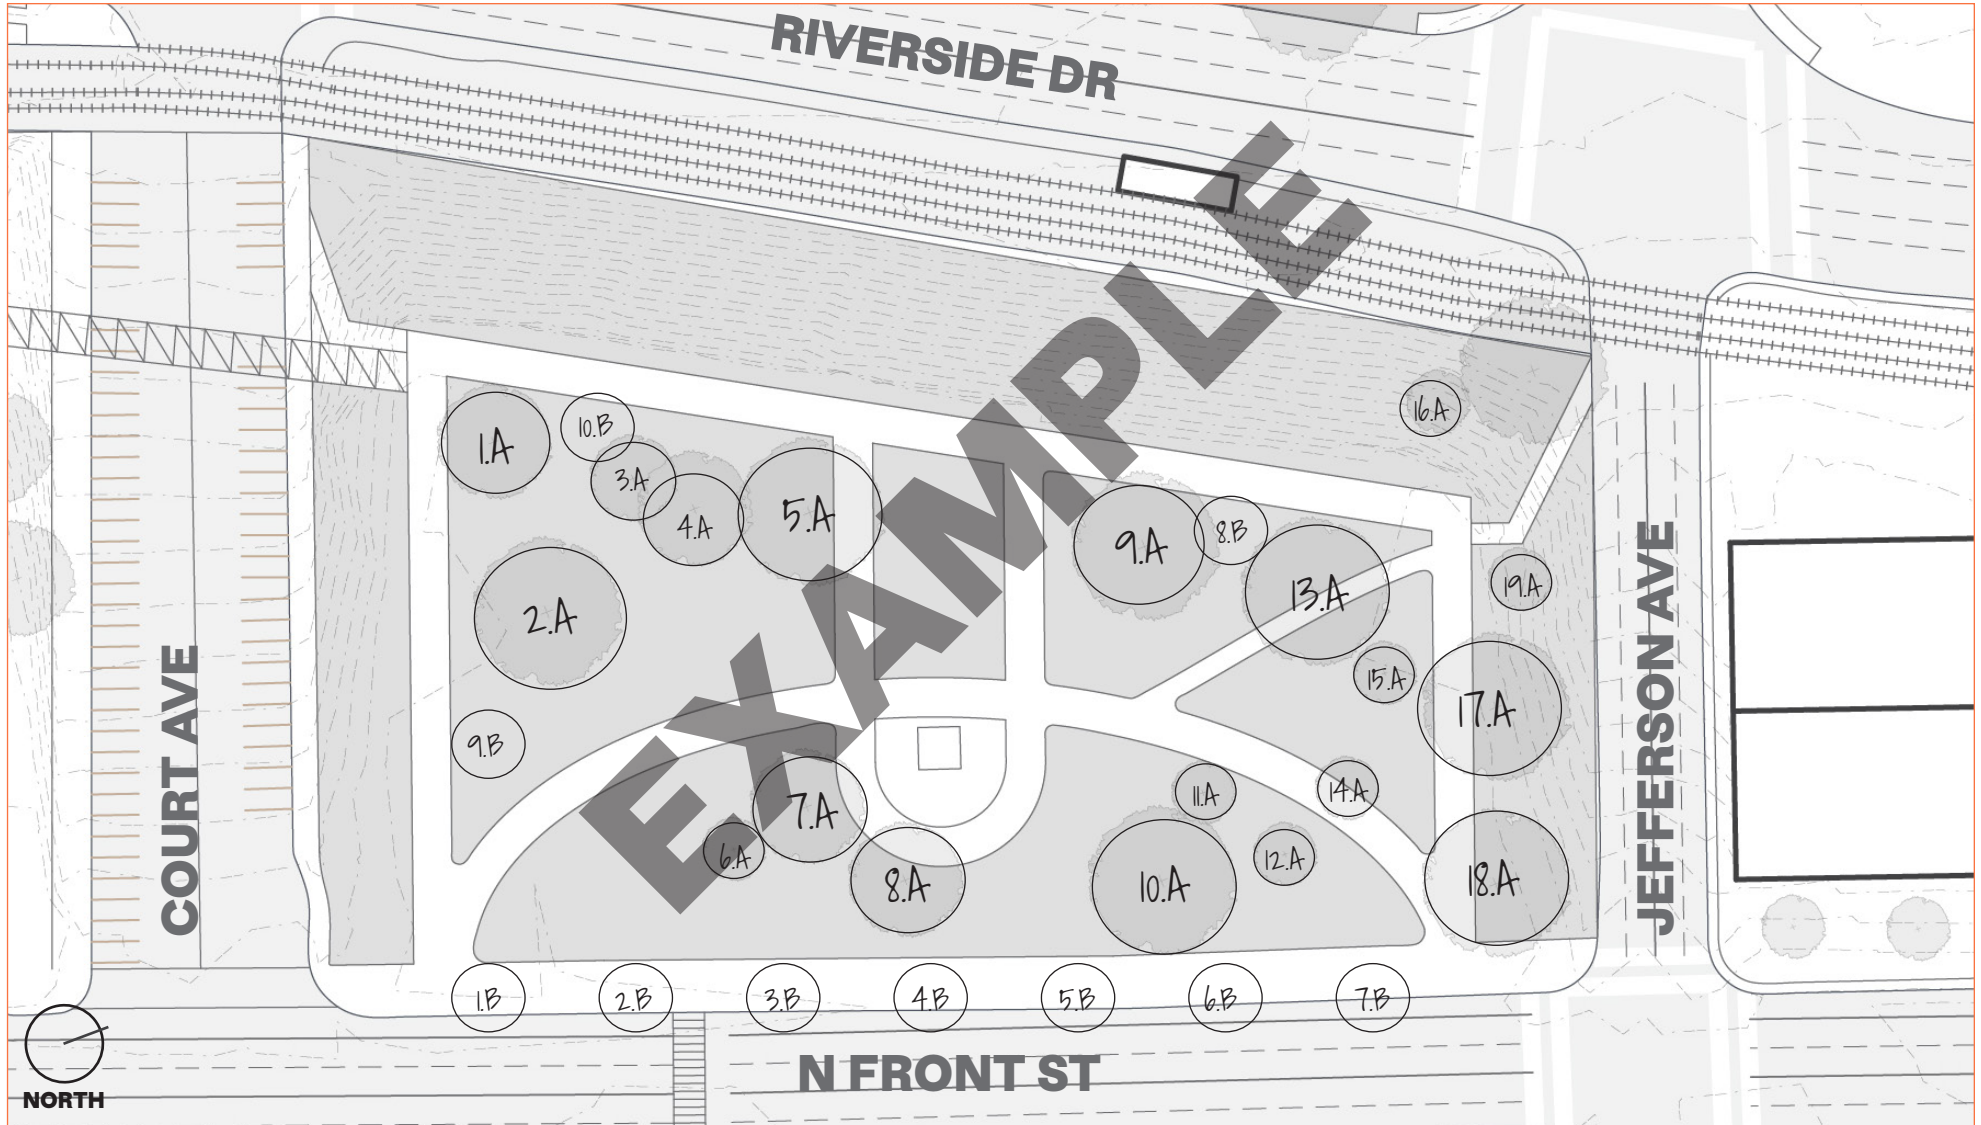 RIVERSIDE DR
EXAMPLE
1.A
10.B
3.A
4.A
5.A
2.A
9.B
9.A
8.B
13.A
16.A
19.A
15.A
17.A
7.A
6.A
8.A
11.A
14.A
10.A
12.A
18.A
1.B
2.B
3.B
4.B
5.B
6.B
7.B
COURT AVE
JEFFERSON AVE
N FRONT ST
NORTH